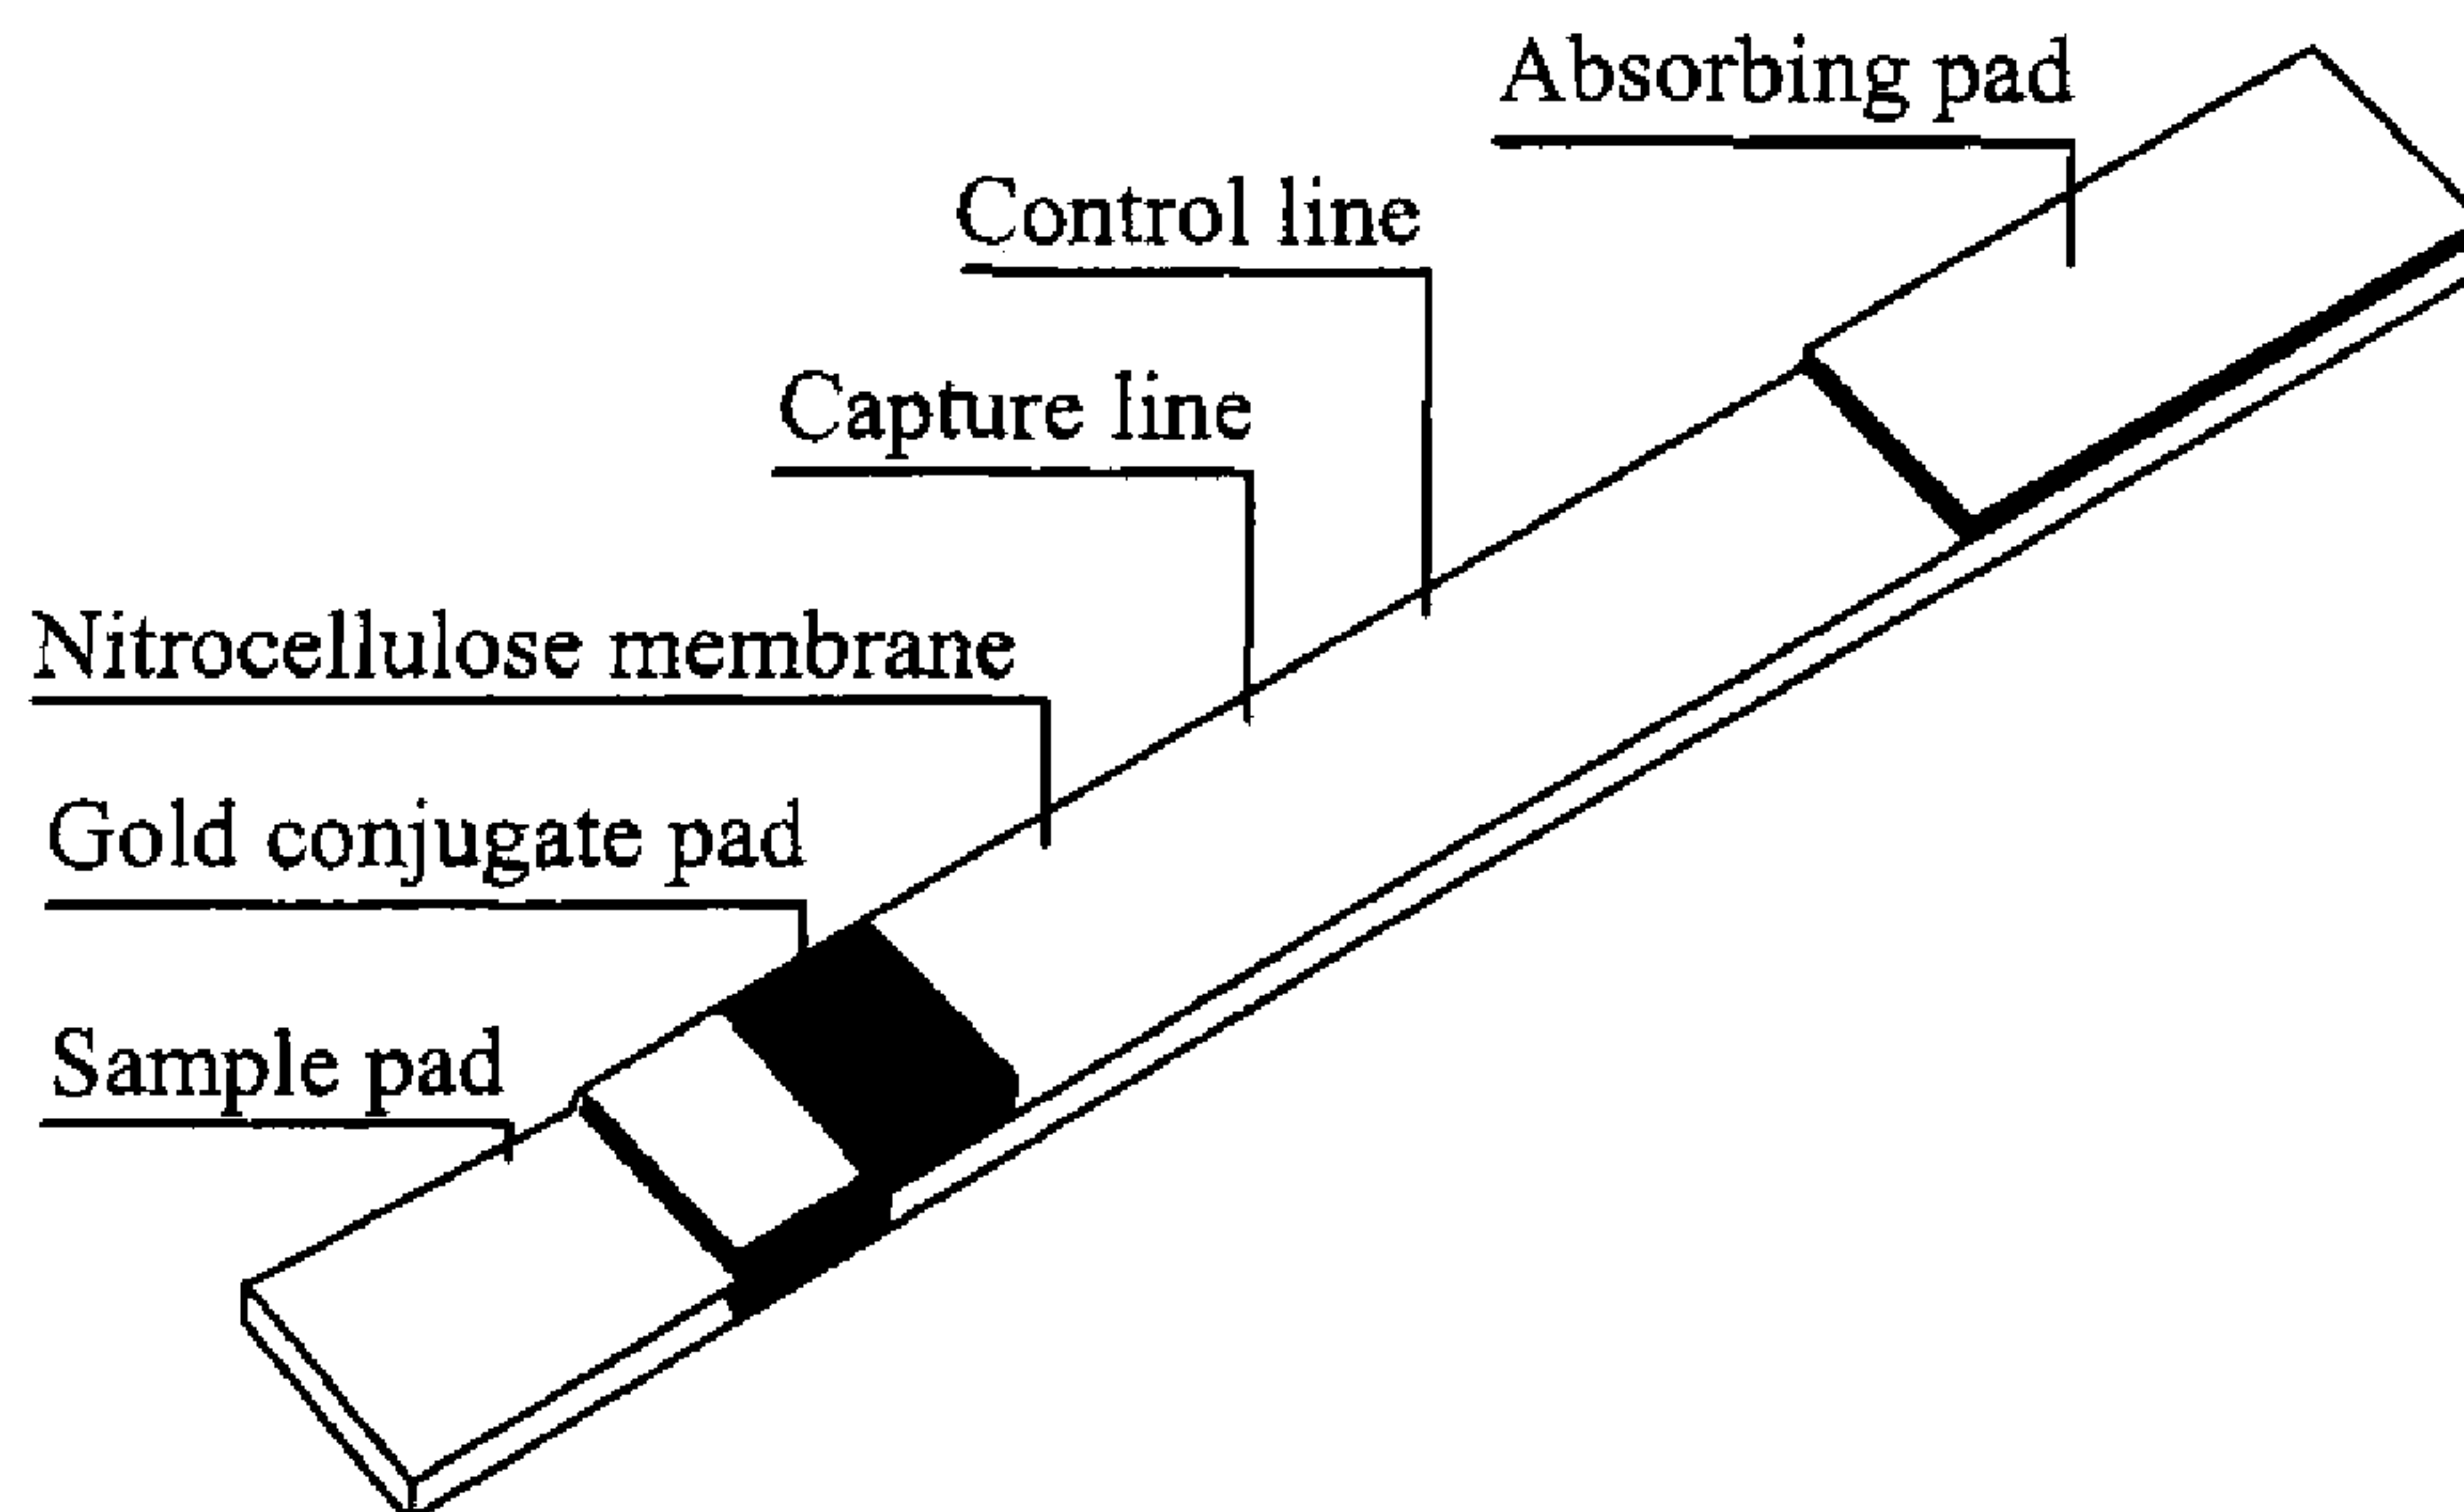 Absorbing pad
Control line
Capture line
Nitrocellulose membrane
Gold conjugate pad
Sample pad